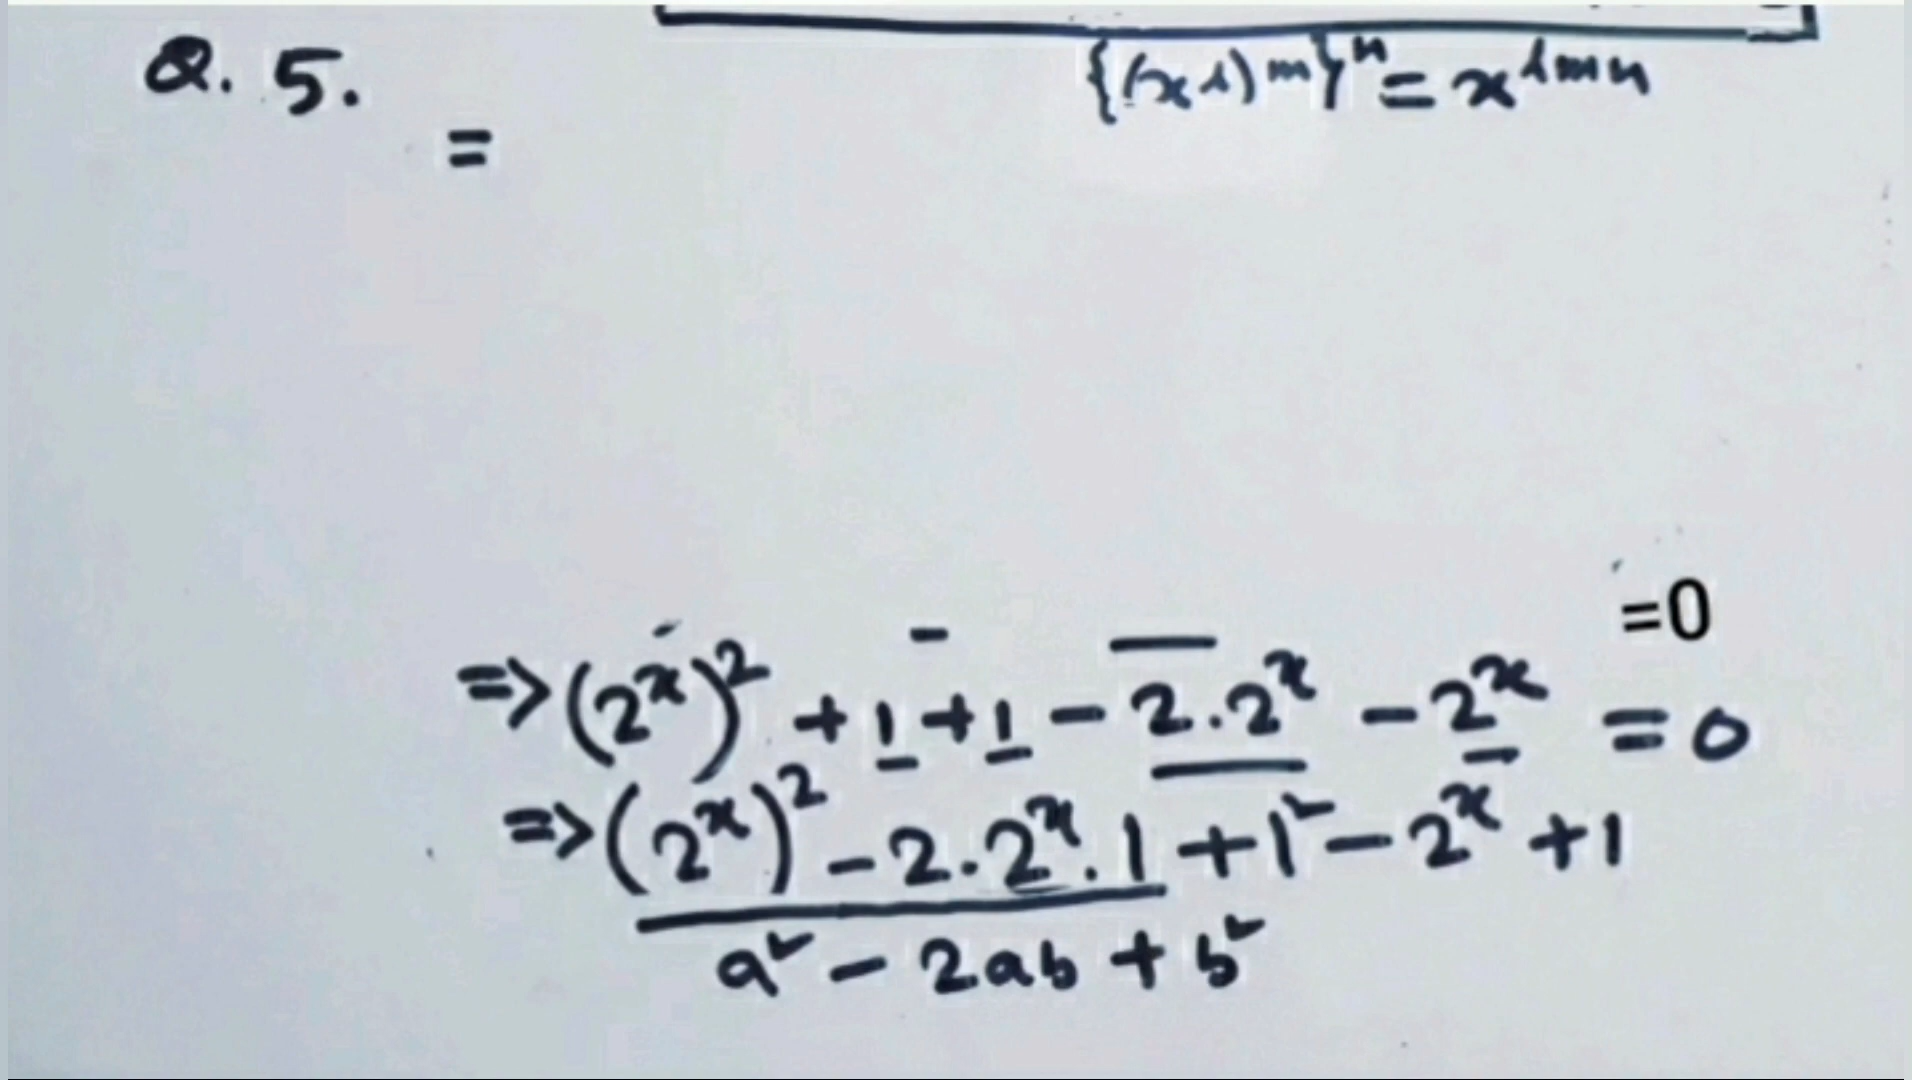 Q. 5.
{(x^l)^m}^n = x^lmn
=
=0
=> (2^x)^2 + 1 + 1 - 2.2^x - 2^x = 0
=> (2^x)^2 - 2.2^x.1 + 1^2 - 2^x + 1
a^2 - 2ab + b^2